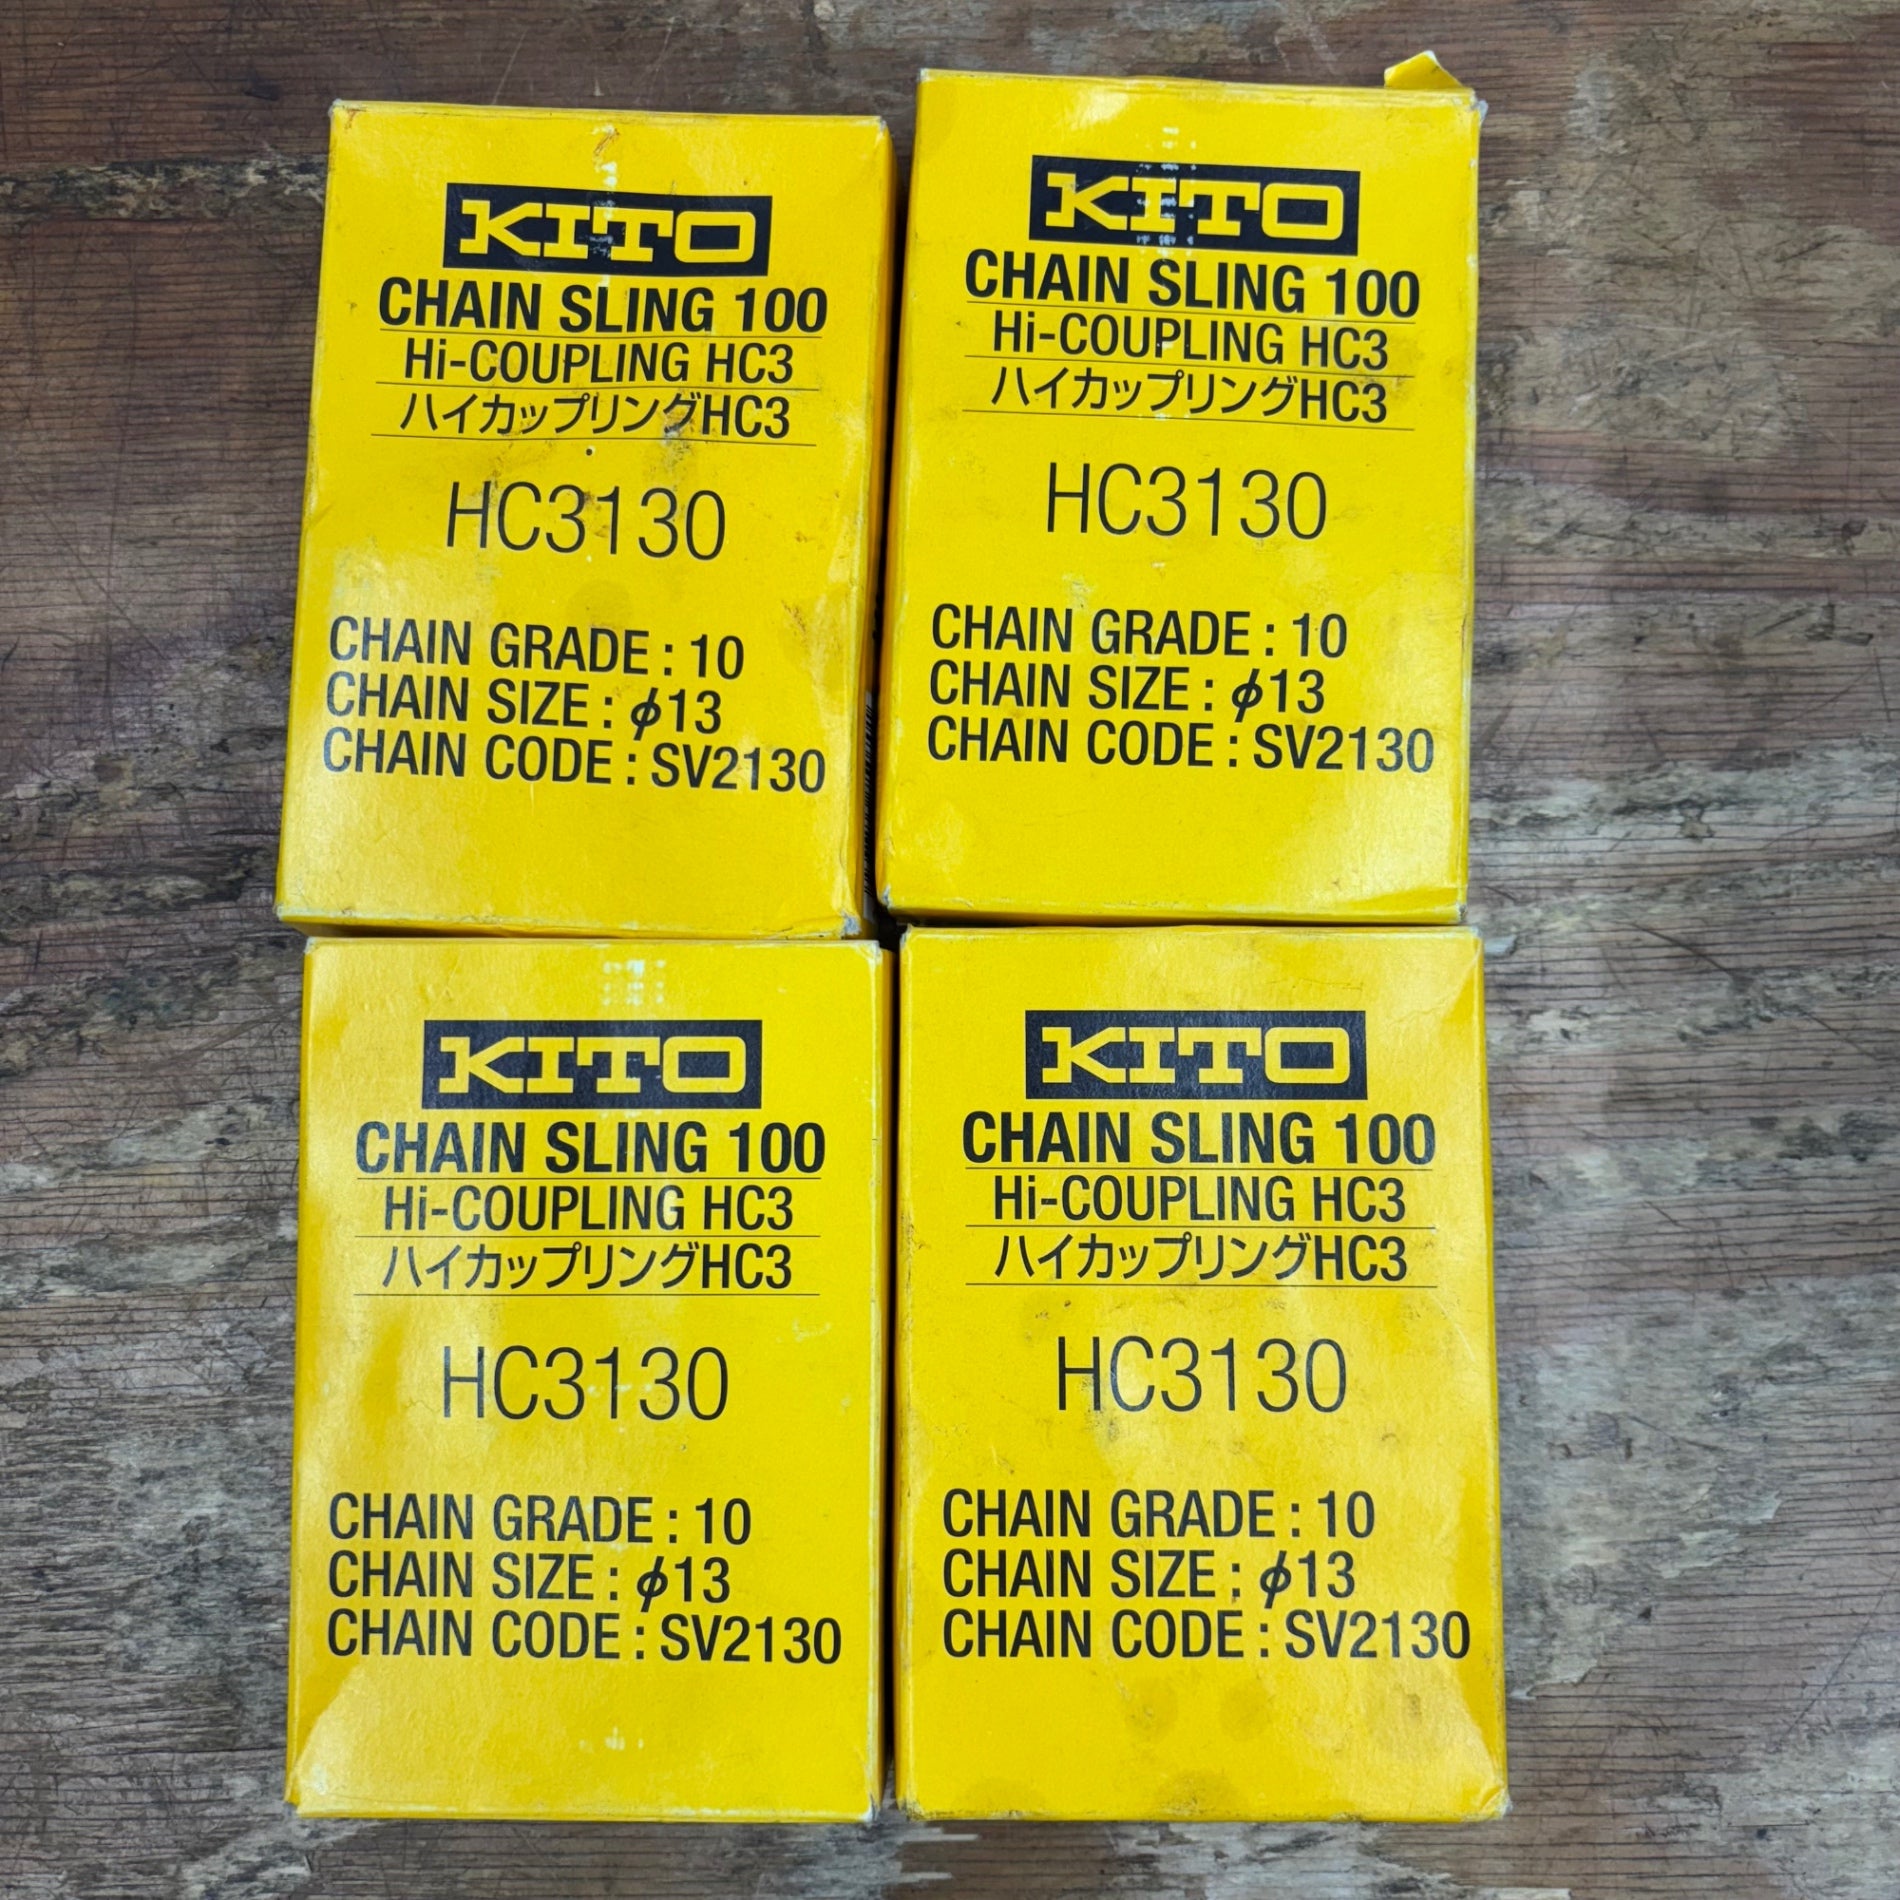 KITO
CHAIN SLING 100
Hi-COUPLING HC3
ハイカップリングHC3
HC3130
CHAIN GRADE : 10
CHAIN SIZE : ϕ13
CHAIN CODE : SV2130
KITO
CHAIN SLING 100
Hi-COUPLING HC3
ハイカップリングHC3
HC3130
CHAIN GRADE : 10
CHAIN SIZE : ϕ13
CHAIN CODE : SV2130
KITO
CHAIN SLING 100
Hi-COUPLING HC3
ハイカップリングHC3
HC3130
CHAIN GRADE : 10
CHAIN SIZE : ϕ13
CHAIN CODE : SV2130
KITO
CHAIN SLING 100
Hi-COUPLING HC3
ハイカップリングHC3
HC3130
CHAIN GRADE : 10
CHAIN SIZE : ϕ13
CHAIN CODE : SV2130